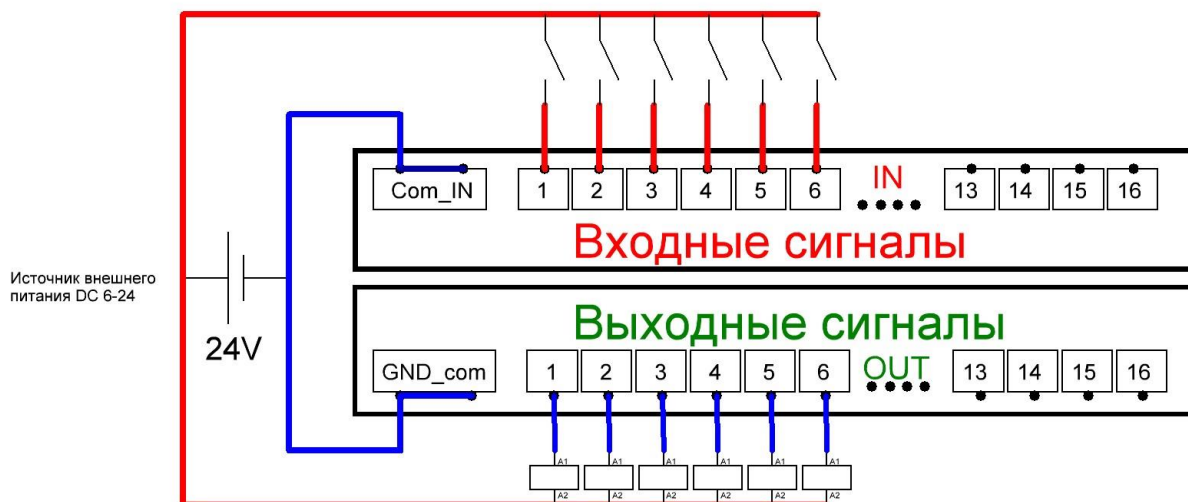 Com_IN 1 2 3 4 5 6 IN 13 14 15 16
Входные сигналы
Источник внешнего
питания DC 6-24
24V
Выходные сигналы
GND_com 1 2 3 4 5 6 OUT 13 14 15 16
A1 A1 A1 A1 A1 A1
A2 A2 A2 A2 A2 A2